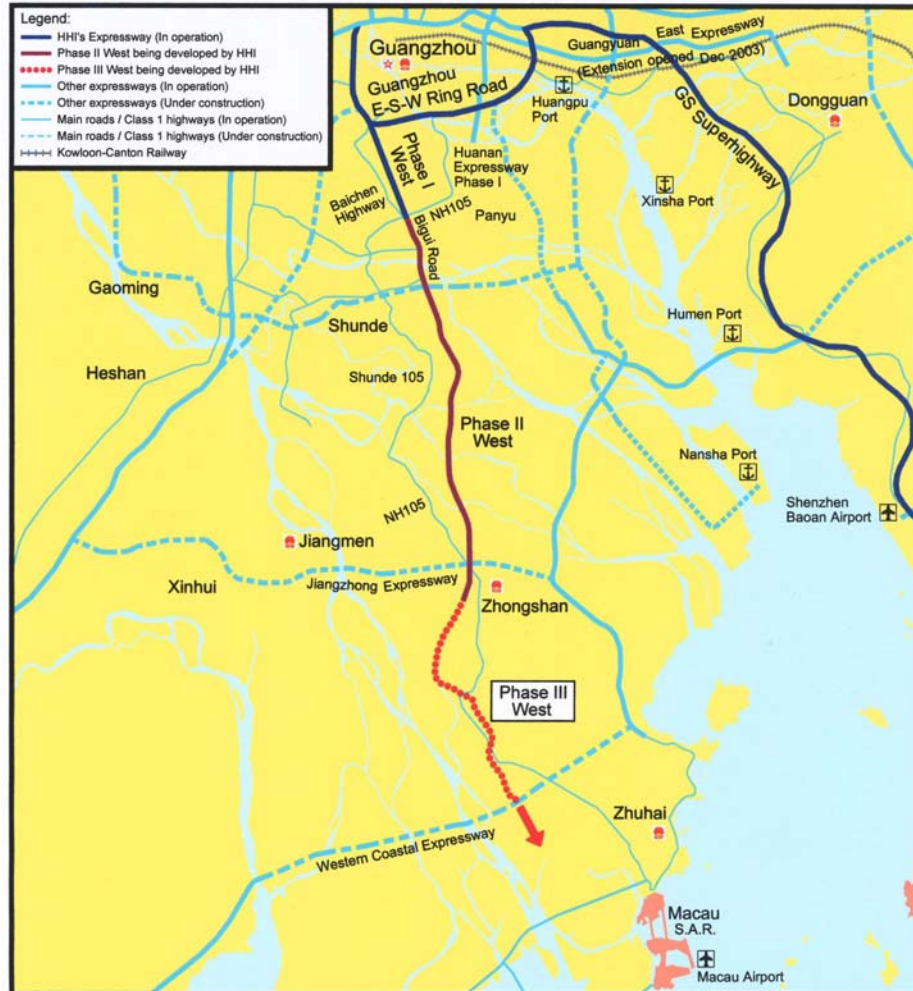 Legend:
HHI's Expressway (In operation)
Phase II West being developed by HHI
Phase III West being developed by HHI
Other expressways (In operation)
Other expressways (Under construction)
Main roads / Class 1 highways (In operation)
Main roads / Class 1 highways (Under construction)
Kowloon-Canton Railway
Guangzhou
Guangzhou
E-S-W Ring Road
Guangyuan East Expressway
(Extension opened Dec 2003)
Huangpu
Port
Dongguan
GS Superhighway
Phase I
West
Huanan
Expressway
Phase I
Baichen
Highway
NH105
Panyu
Xinsha Port
Bigui Road
Gaoming
Shunde
Humen Port
Heshan
Shunde 105
Phase II
West
Nansha Port
NH105
Shenzhen
Baoan Airport
Jiangmen
Xinhui
Jiangzhong Expressway
Zhongshan
Phase III
West
Zhuhai
Western Coastal Expressway
Macau
S.A.R.
Macau Airport